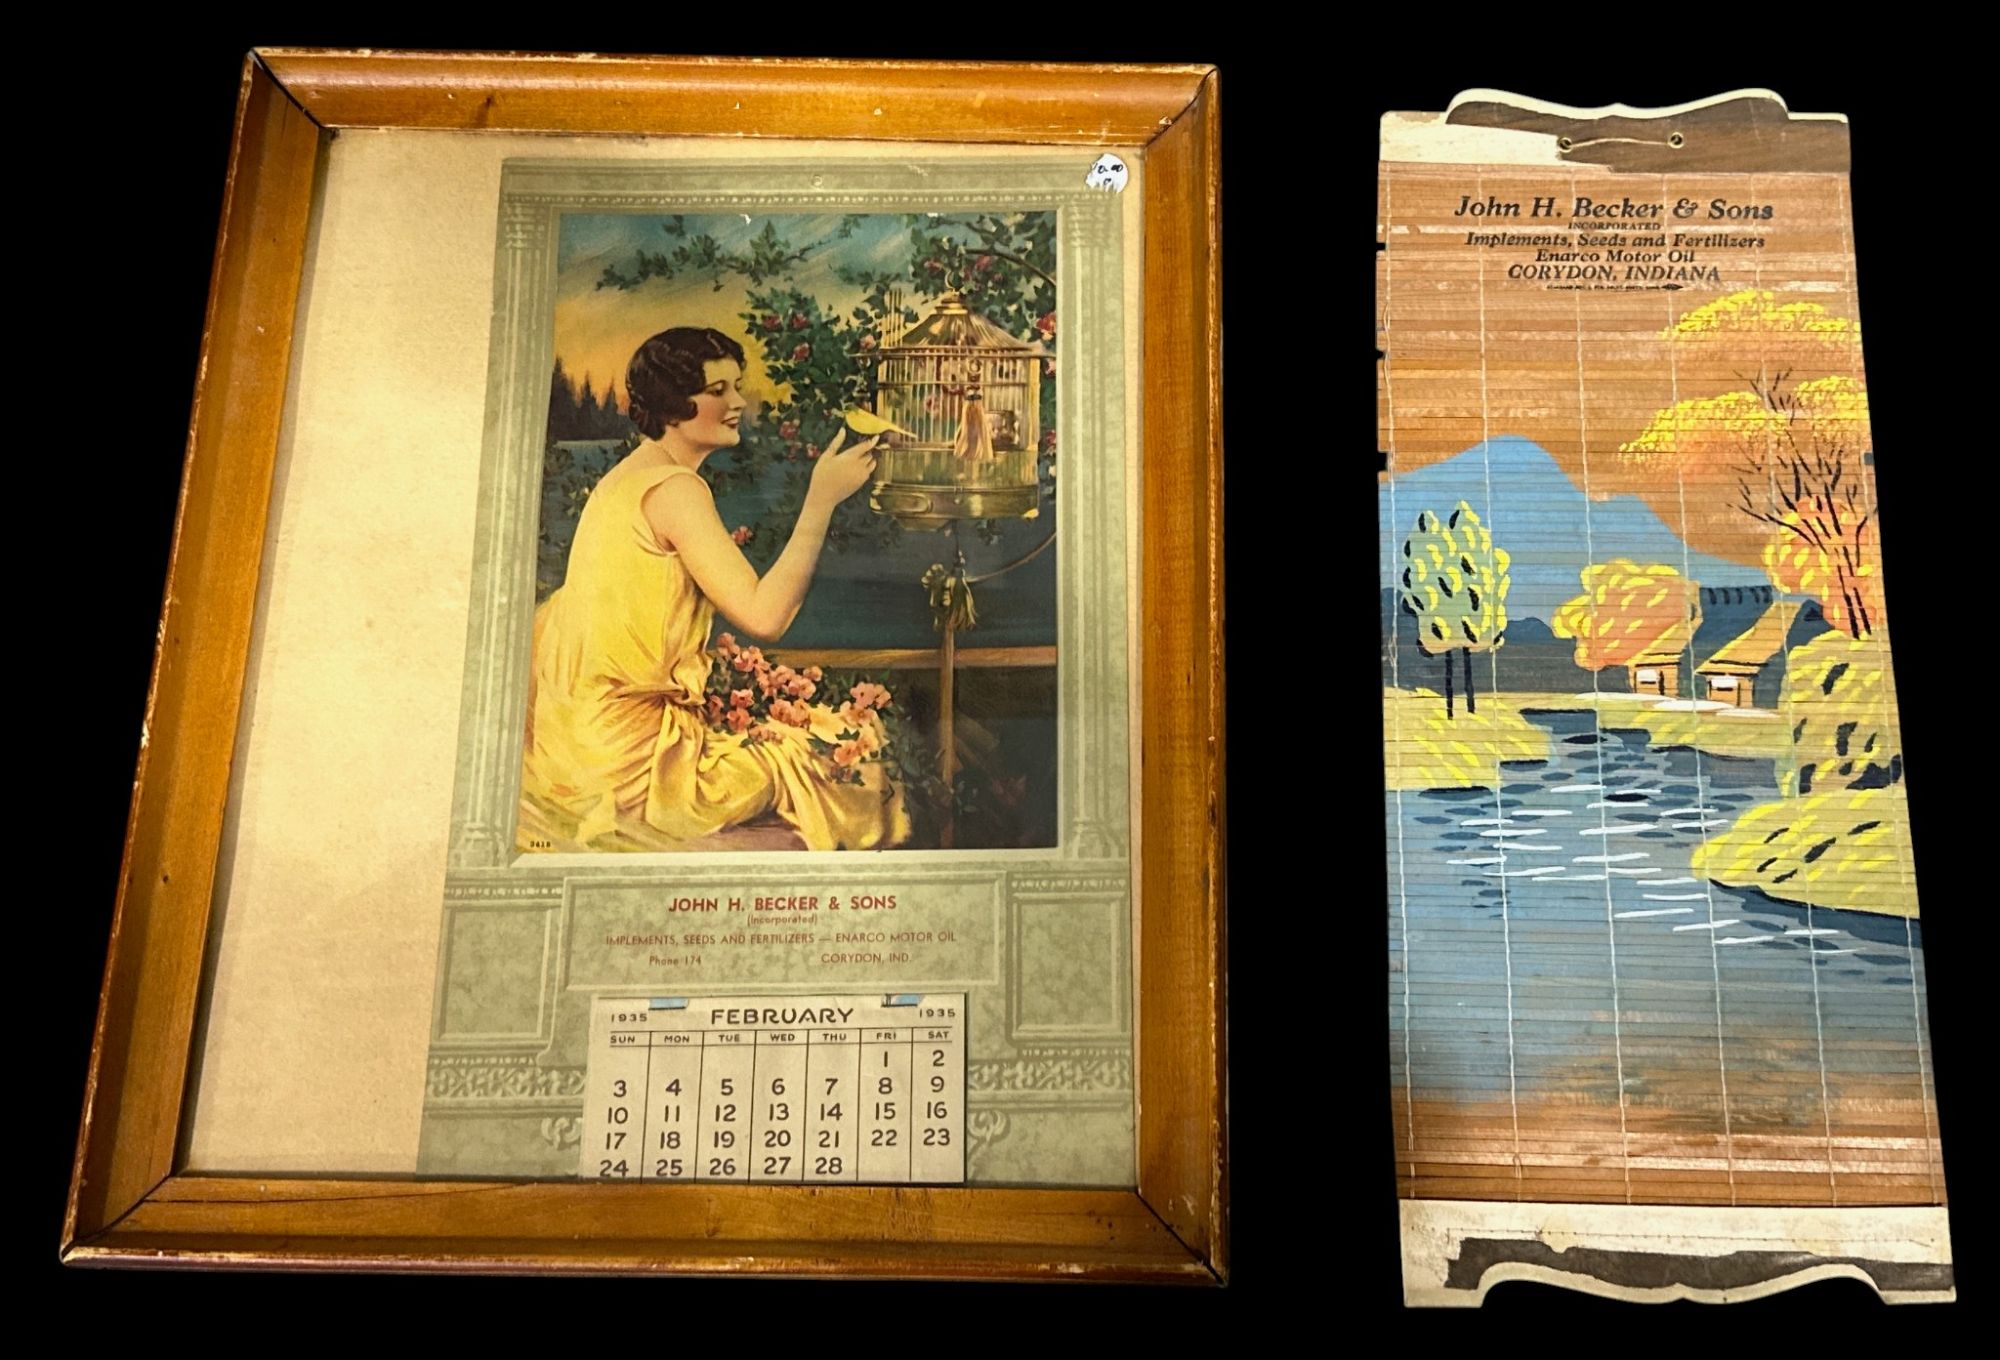 3418
JOHN H. BECKER & SONS
(Incorporated)
IMPLEMENTS, SEEDS AND FERTILIZERS — ENARCO MOTOR OIL
Phone 174 CORYDON, IND.
1935 FEBRUARY 1935
SUN MON TUE WED THU FRI SAT
1 2
3 4 5 6 7 8 9
10 11 12 13 14 15 16
17 18 19 20 21 22 23
24 25 26 27 28
John H. Becker & Sons
INCORPORATED
Implements, Seeds and Fertilizers
Enarco Motor Oil
CORYDON, INDIANA